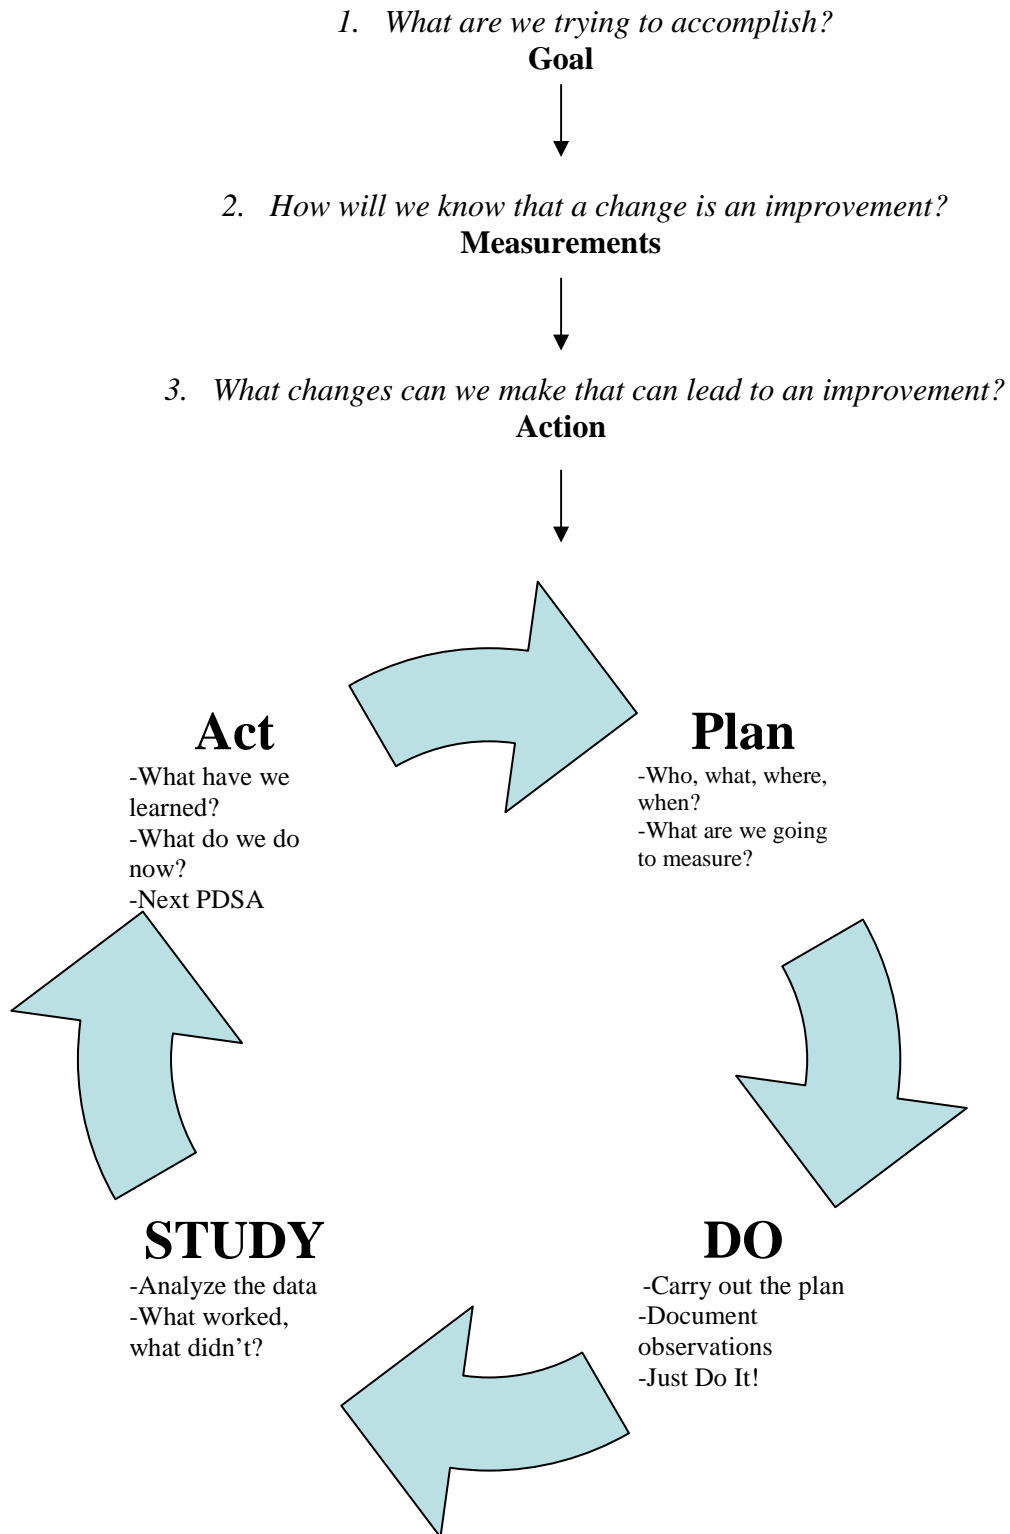 1. What are we trying to accomplish?
Goal
2. How will we know that a change is an improvement?
Measurements
3. What changes can we make that can lead to an improvement?
Action
Act
-What have we
learned?
-What do we do
now?
-Next PDSA
Plan
-Who, what, where,
when?
-What are we going
to measure?
STUDY
-Analyze the data
-What worked,
what didn’t?
DO
-Carry out the plan
-Document
observations
-Just Do It!